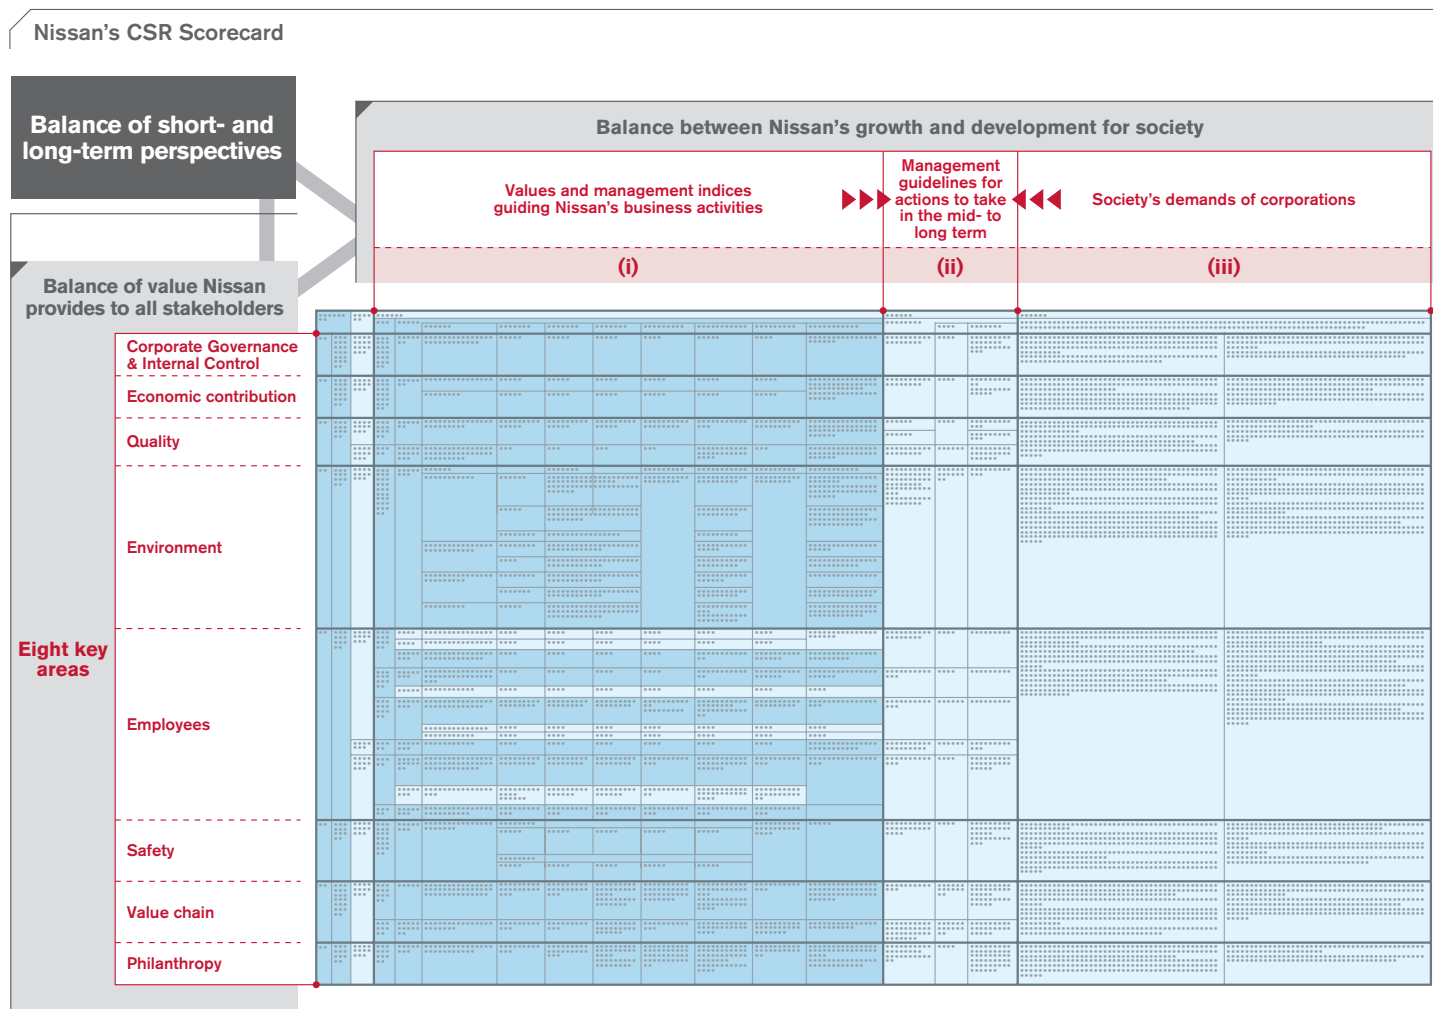 Nissan’s CSR Scorecard
Balance of short- and
long-term perspectives
Balance between Nissan’s growth and development for society
Values and management indices
guiding Nissan’s business activities
Management
guidelines for
actions to take
in the mid- to
long term
Society’s demands of corporations
(i)
(ii)
(iii)
Balance of value Nissan
provides to all stakeholders
Eight key
areas
Corporate Governance
& Internal Control
Economic contribution
Quality
Environment
Employees
Safety
Value chain
Philanthropy